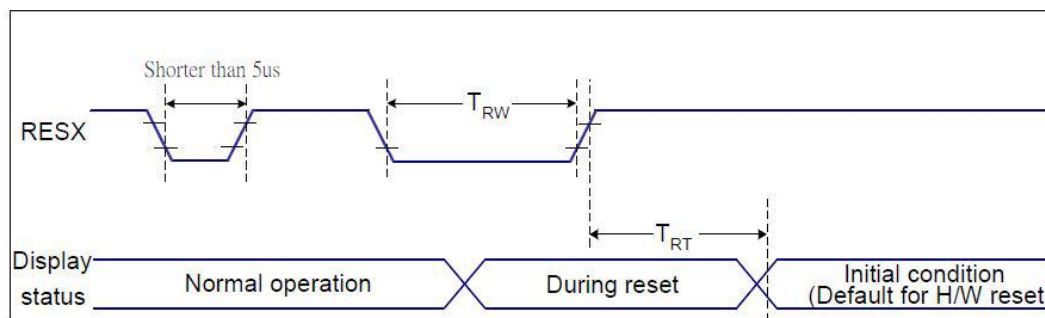 Shorter than 5us
RESX
TRW
TRT
Display
status
Normal operation
During reset
Initial condition
(Default for H/W reset